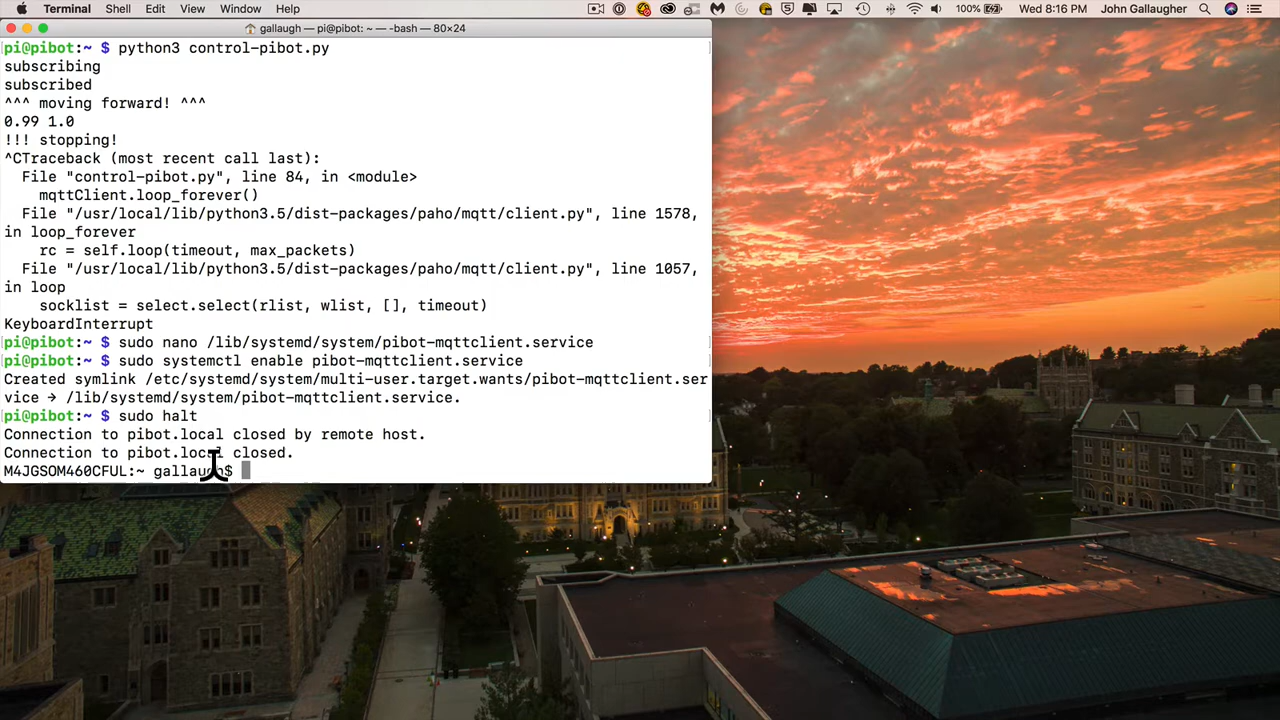 Terminal Shell Edit View Window Help 100% Wed 8:16 PM John Gallaugher
gallaugh — pi@pibot: ~ — -bash — 80×24
pi@pibot:~ $ python3 control-pibot.py
subscribing
subscribed
^^^ moving forward! ^^^
0.99 1.0
!!! stopping!
^CTraceback (most recent call last):
File "control-pibot.py", line 84, in <module>
mqttClient.loop_forever()
File "/usr/local/lib/python3.5/dist-packages/paho/mqtt/client.py", line 1578,
in loop_forever
rc = self.loop(timeout, max_packets)
File "/usr/local/lib/python3.5/dist-packages/paho/mqtt/client.py", line 1057,
in loop
socklist = select.select(rlist, wlist, [], timeout)
KeyboardInterrupt
pi@pibot:~ $ sudo nano /lib/systemd/system/pibot-mqttclient.service
pi@pibot:~ $ sudo systemctl enable pibot-mqttclient.service
Created symlink /etc/systemd/system/multi-user.target.wants/pibot-mqttclient.ser
vice → /lib/systemd/system/pibot-mqttclient.service.
pi@pibot:~ $ sudo halt
Connection to pibot.local closed by remote host.
Connection to pibot.local closed.
M4JGSOM460CFUL:~ gallaugh$